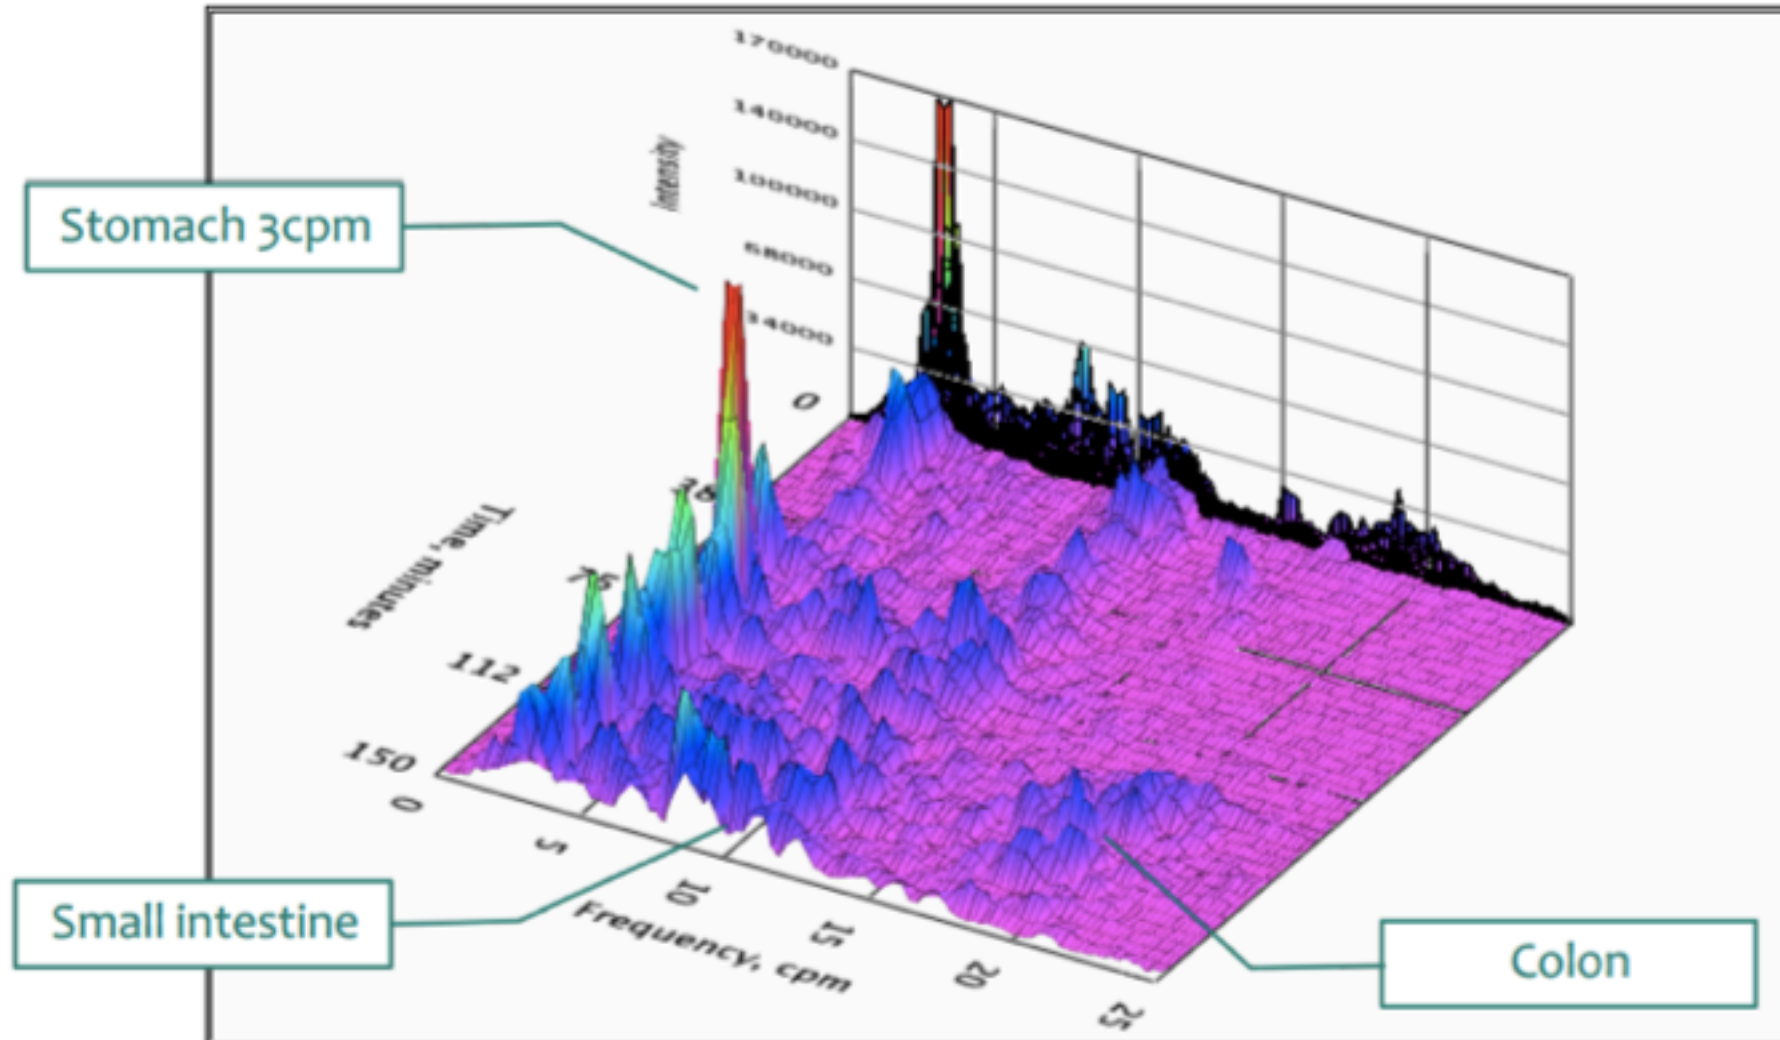 170000
140000
Intensity
100000
68000
34000
0
Stomach 3cpm
38
75
Time, minutes
112
150
0
5
10
15
20
25
Frequency, cpm
Small intestine
Colon